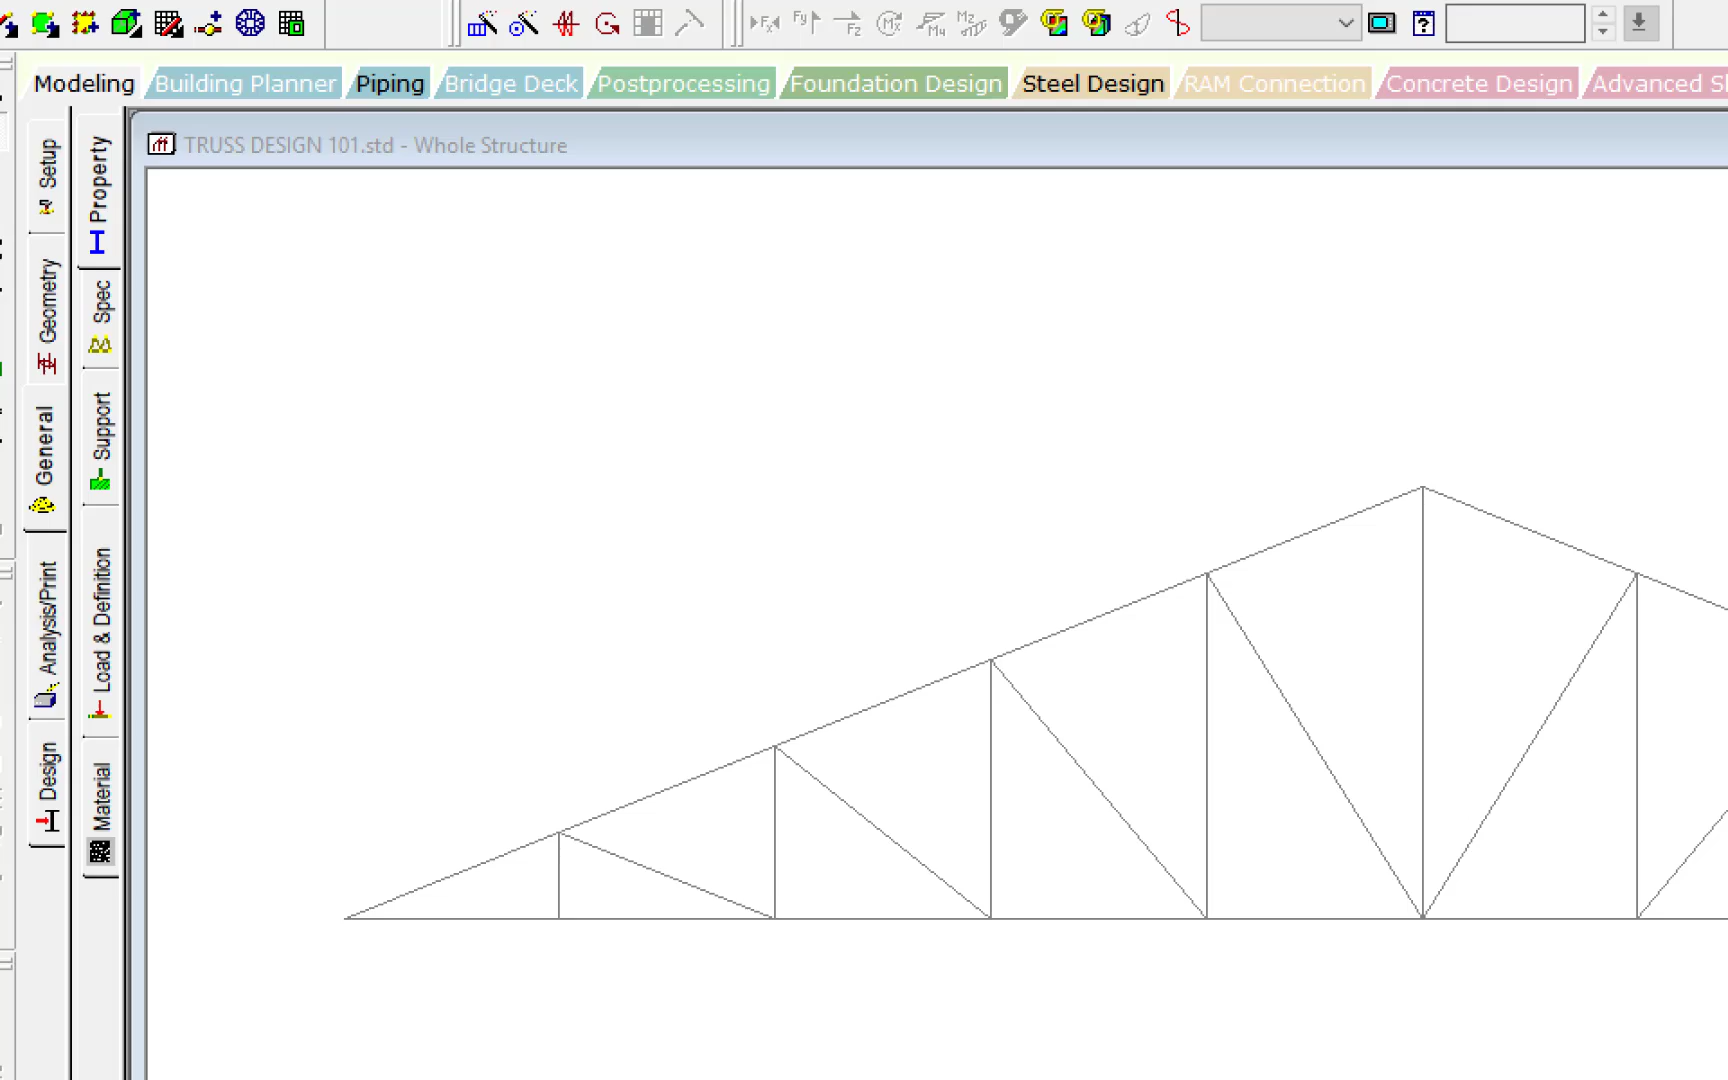 Modeling Building Planner Piping Bridge Deck Postprocessing Foundation Design Steel Design RAM Connection Concrete Design Advanced Sl
TRUSS DESIGN 101.std - Whole Structure
Setup
Geometry
General
Analysis/Print
Design
Property
Spec
Support
Load & Definition
Material